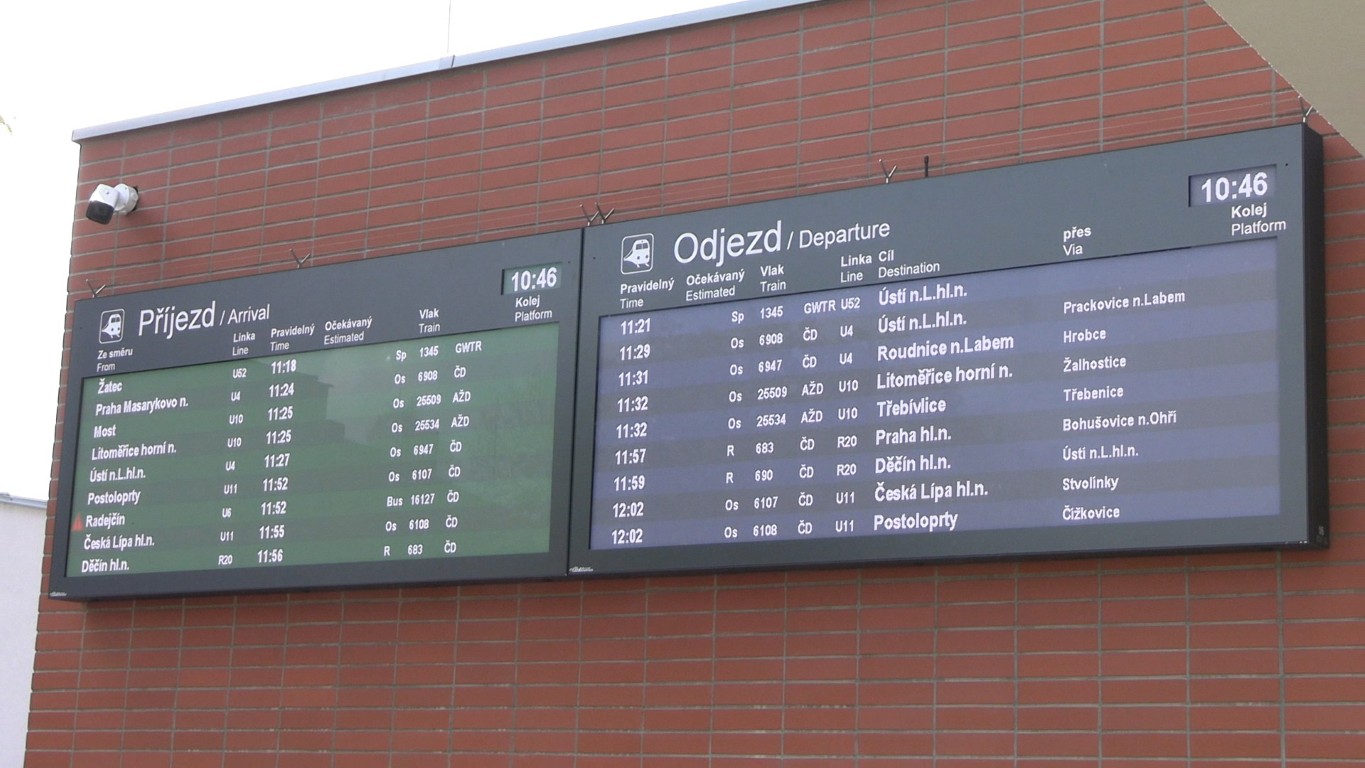 Příjezd / Arrival
10:46
Ze směru Linka Pravidelný Očekávaný Vlak Kolej
From Line Time Estimated Train Platform
Žatec U52 11:18 Sp 1345 GWTR
Praha Masarykovo n. U4 11:24 Os 6908 ČD
Most U10 11:25 Os 25509 AŽD
Litoměřice horní n. U10 11:25 Os 25534 AŽD
Ústí n.L.hl.n. U4 11:27 Os 6947 ČD
Postoloprty U11 11:52 Os 6107 ČD
Radejčín U6 11:52 Bus 16127 ČD
Česká Lípa hl.n. U11 11:55 Os 6108 ČD
Děčín hl.n. R20 11:56 R 683 ČD
Odjezd / Departure
10:46
Pravidelný Očekávaný Vlak Linka Cíl přes Kolej
Time Estimated Train Line Destination Via Platform
11:21 Sp 1345 GWTR U52 Ústí n.L.hl.n.
11:29 Os 6908 ČD U4 Ústí n.L.hl.n. Prackovice n.Labem
11:31 Os 6947 ČD U4 Roudnice n.Labem Hrobce
11:32 Os 25509 AŽD U10 Litoměřice horní n. Žalhostice
11:32 Os 25534 AŽD U10 Třebívlice Třebenice
11:57 R 683 ČD R20 Praha hl.n. Bohušovice n.Ohří
11:59 R 690 ČD R20 Děčín hl.n. Ústí n.L.hl.n.
12:02 Os 6107 ČD U11 Česká Lípa hl.n. Stvolínky
12:02 Os 6108 ČD U11 Postoloprty Čížkovice